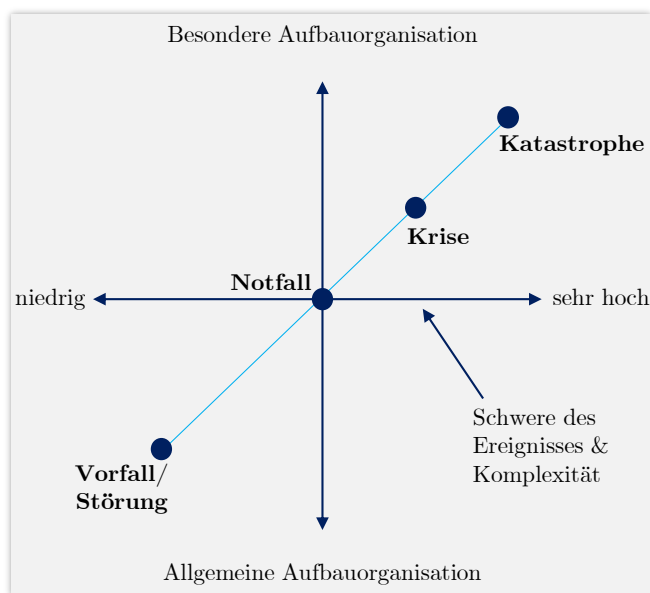 Besondere Aufbauorganisation
Katastrophe
Krise
Notfall
niedrig
sehr hoch
Schwere des
Ereignisses &
Komplexität
Vorfall/
Störung
Allgemeine Aufbauorganisation